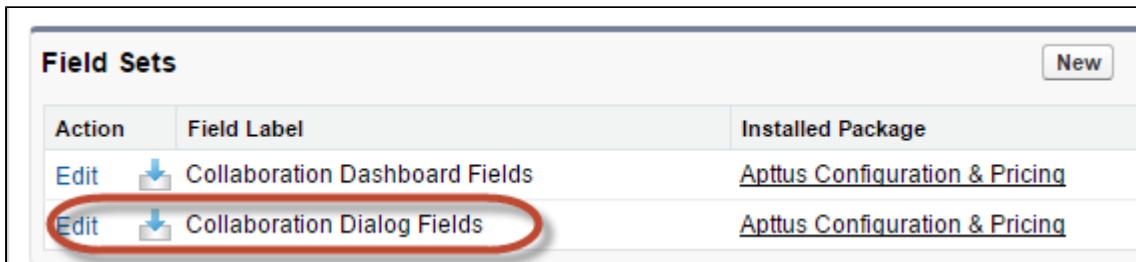 Field Sets New
Action Field Label Installed Package
Edit Collaboration Dashboard Fields Apttus Configuration & Pricing
Edit Collaboration Dialog Fields Apttus Configuration & Pricing